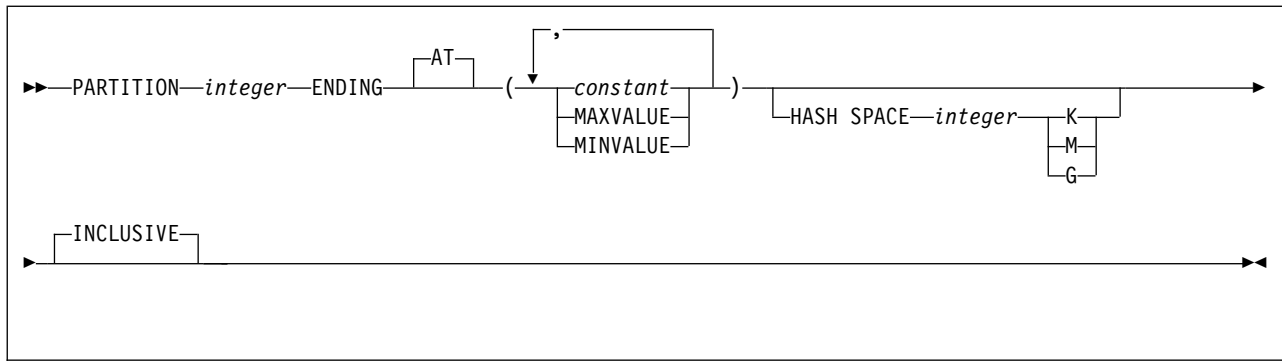 AT
,
PARTITION integer ENDING ( constant ) HASH SPACE integer K
MAXVALUE M
MINVALUE G
INCLUSIVE